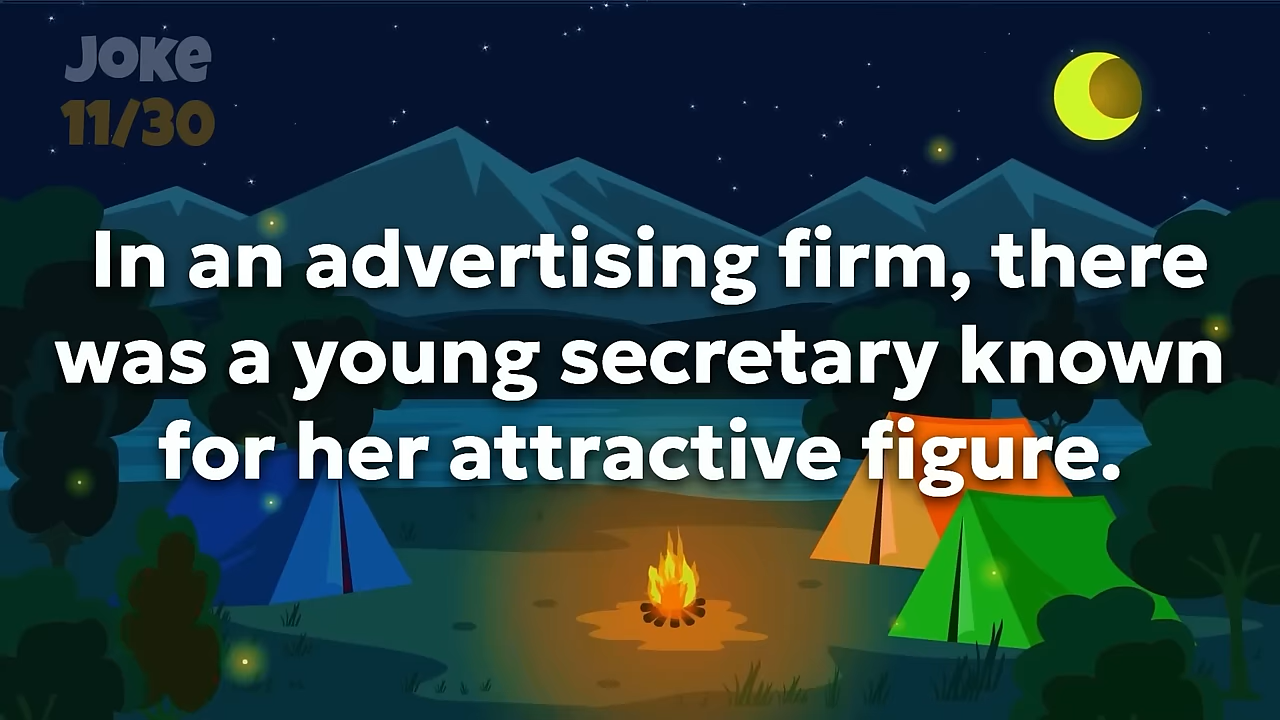 Joke
11/30
In an advertising firm, there
was a young secretary known
for her attractive figure.